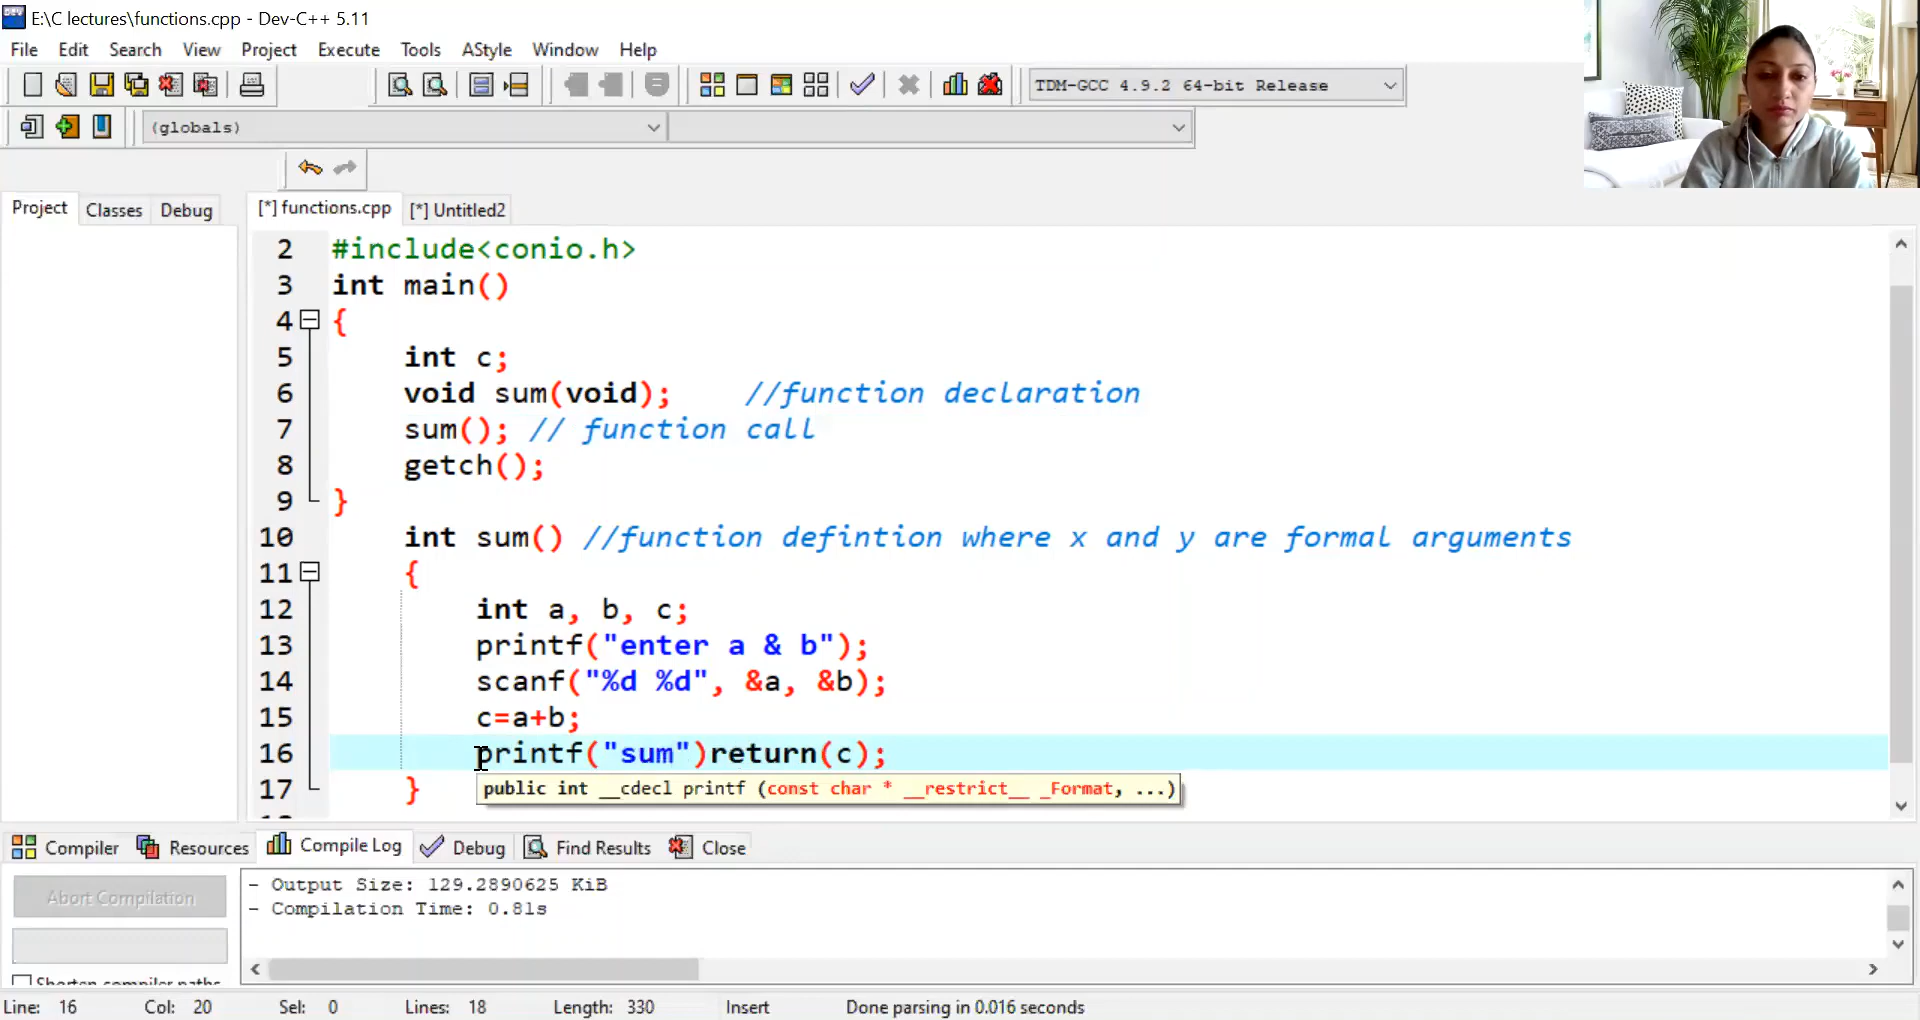 E:\C lectures\functions.cpp - Dev-C++ 5.11
File Edit Search View Project Execute Tools AStyle Window Help
TDM-GCC 4.9.2 64-bit Release
(globals)
Project Classes Debug [*] functions.cpp [*] Untitled2
2 #include<conio.h>
3 int main()
4 {
5 int c;
6 void sum(void); //function declaration
7 sum(); // function call
8 getch();
9 }
10 int sum() //function defintion where x and y are formal arguments
11 {
12 int a, b, c;
13 printf("enter a & b");
14 scanf("%d %d", &a, &b);
15 c=a+b;
16 printf("sum")return(c);
17 }
public int __cdecl printf (const char * __restrict__ _Format, ...)
Compiler Resources Compile Log Debug Find Results Close
Abort Compilation
- Output Size: 129.2890625 KiB
- Compilation Time: 0.81s
Shorten compiler paths
Line: 16 Col: 20 Sel: 0 Lines: 18 Length: 330 Insert Done parsing in 0.016 seconds